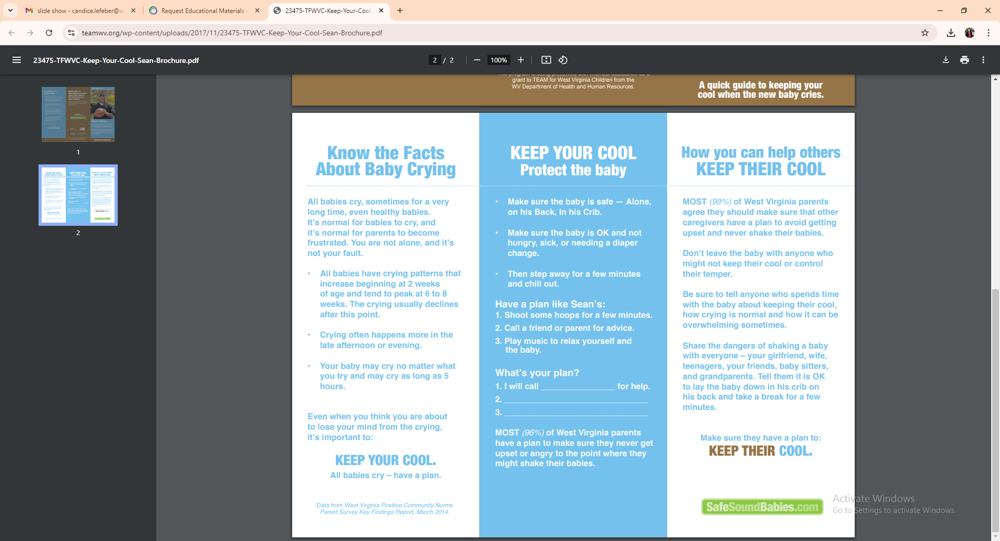 slide show - candice.lefeber@w
Request Educational Materials
23475-TFWVC-Keep-Your-Cool-
teamwv.org/wp-content/uploads/2017/11/23475-TFWVC-Keep-Your-Cool-Sean-Brochure.pdf
23475-TFWVC-Keep-Your-Cool-Sean-Brochure.pdf
2 / 2
100%
1
2
This program is being presented with financial assistance as a
grant to TEAM for West Virginia Children from the
WV Department of Health and Human Resources.
A quick guide to keeping your
cool when the new baby cries.
Know the Facts
About Baby Crying
All babies cry, sometimes for a very
long time, even healthy babies.
It's normal for babies to cry, and
it's normal for parents to become
frustrated. You are not alone, and it's
not your fault.
• All babies have crying patterns that
increase beginning at 2 weeks
of age and tend to peak at 6 to 8
weeks. The crying usually declines
after this point.
• Crying often happens more in the
late afternoon or evening.
• Your baby may cry no matter what
you try and may cry as long as 5
hours.
Even when you think you are about
to lose your mind from the crying,
it's important to:
KEEP YOUR COOL.
All babies cry – have a plan.
Data from West Virginia Positive Community Norms
Parent Survey Key Findings Report, March 2014.
KEEP YOUR COOL
Protect the baby
• Make sure the baby is safe — Alone,
on his Back, in his Crib.
• Make sure the baby is OK and not
hungry, sick, or needing a diaper
change.
• Then step away for a few minutes
and chill out.
Have a plan like Sean's:
1. Shoot some hoops for a few minutes.
2. Call a friend or parent for advice.
3. Play music to relax yourself and
the baby.
What's your plan?
1. I will call _________________ for help.
2. _________________________________
3. _________________________________
MOST (96%) of West Virginia parents
have a plan to make sure they never get
upset or angry to the point where they
might shake their babies.
How you can help others
KEEP THEIR COOL
MOST (99%) of West Virginia parents
agree they should make sure that other
caregivers have a plan to avoid getting
upset and never shake their babies.
Don't leave the baby with anyone who
might not keep their cool or control
their temper.
Be sure to tell anyone who spends time
with the baby about keeping their cool,
how crying is normal and how it can be
overwhelming sometimes.
Share the dangers of shaking a baby
with everyone – your girlfriend, wife,
teenagers, your friends, baby sitters,
and grandparents. Tell them it is OK
to lay the baby down in his crib on
his back and take a break for a few
minutes.
Make sure they have a plan to:
KEEP THEIR COOL.
SafeSoundBabies.com
Activate Windows
Go to Settings to activate Windows.